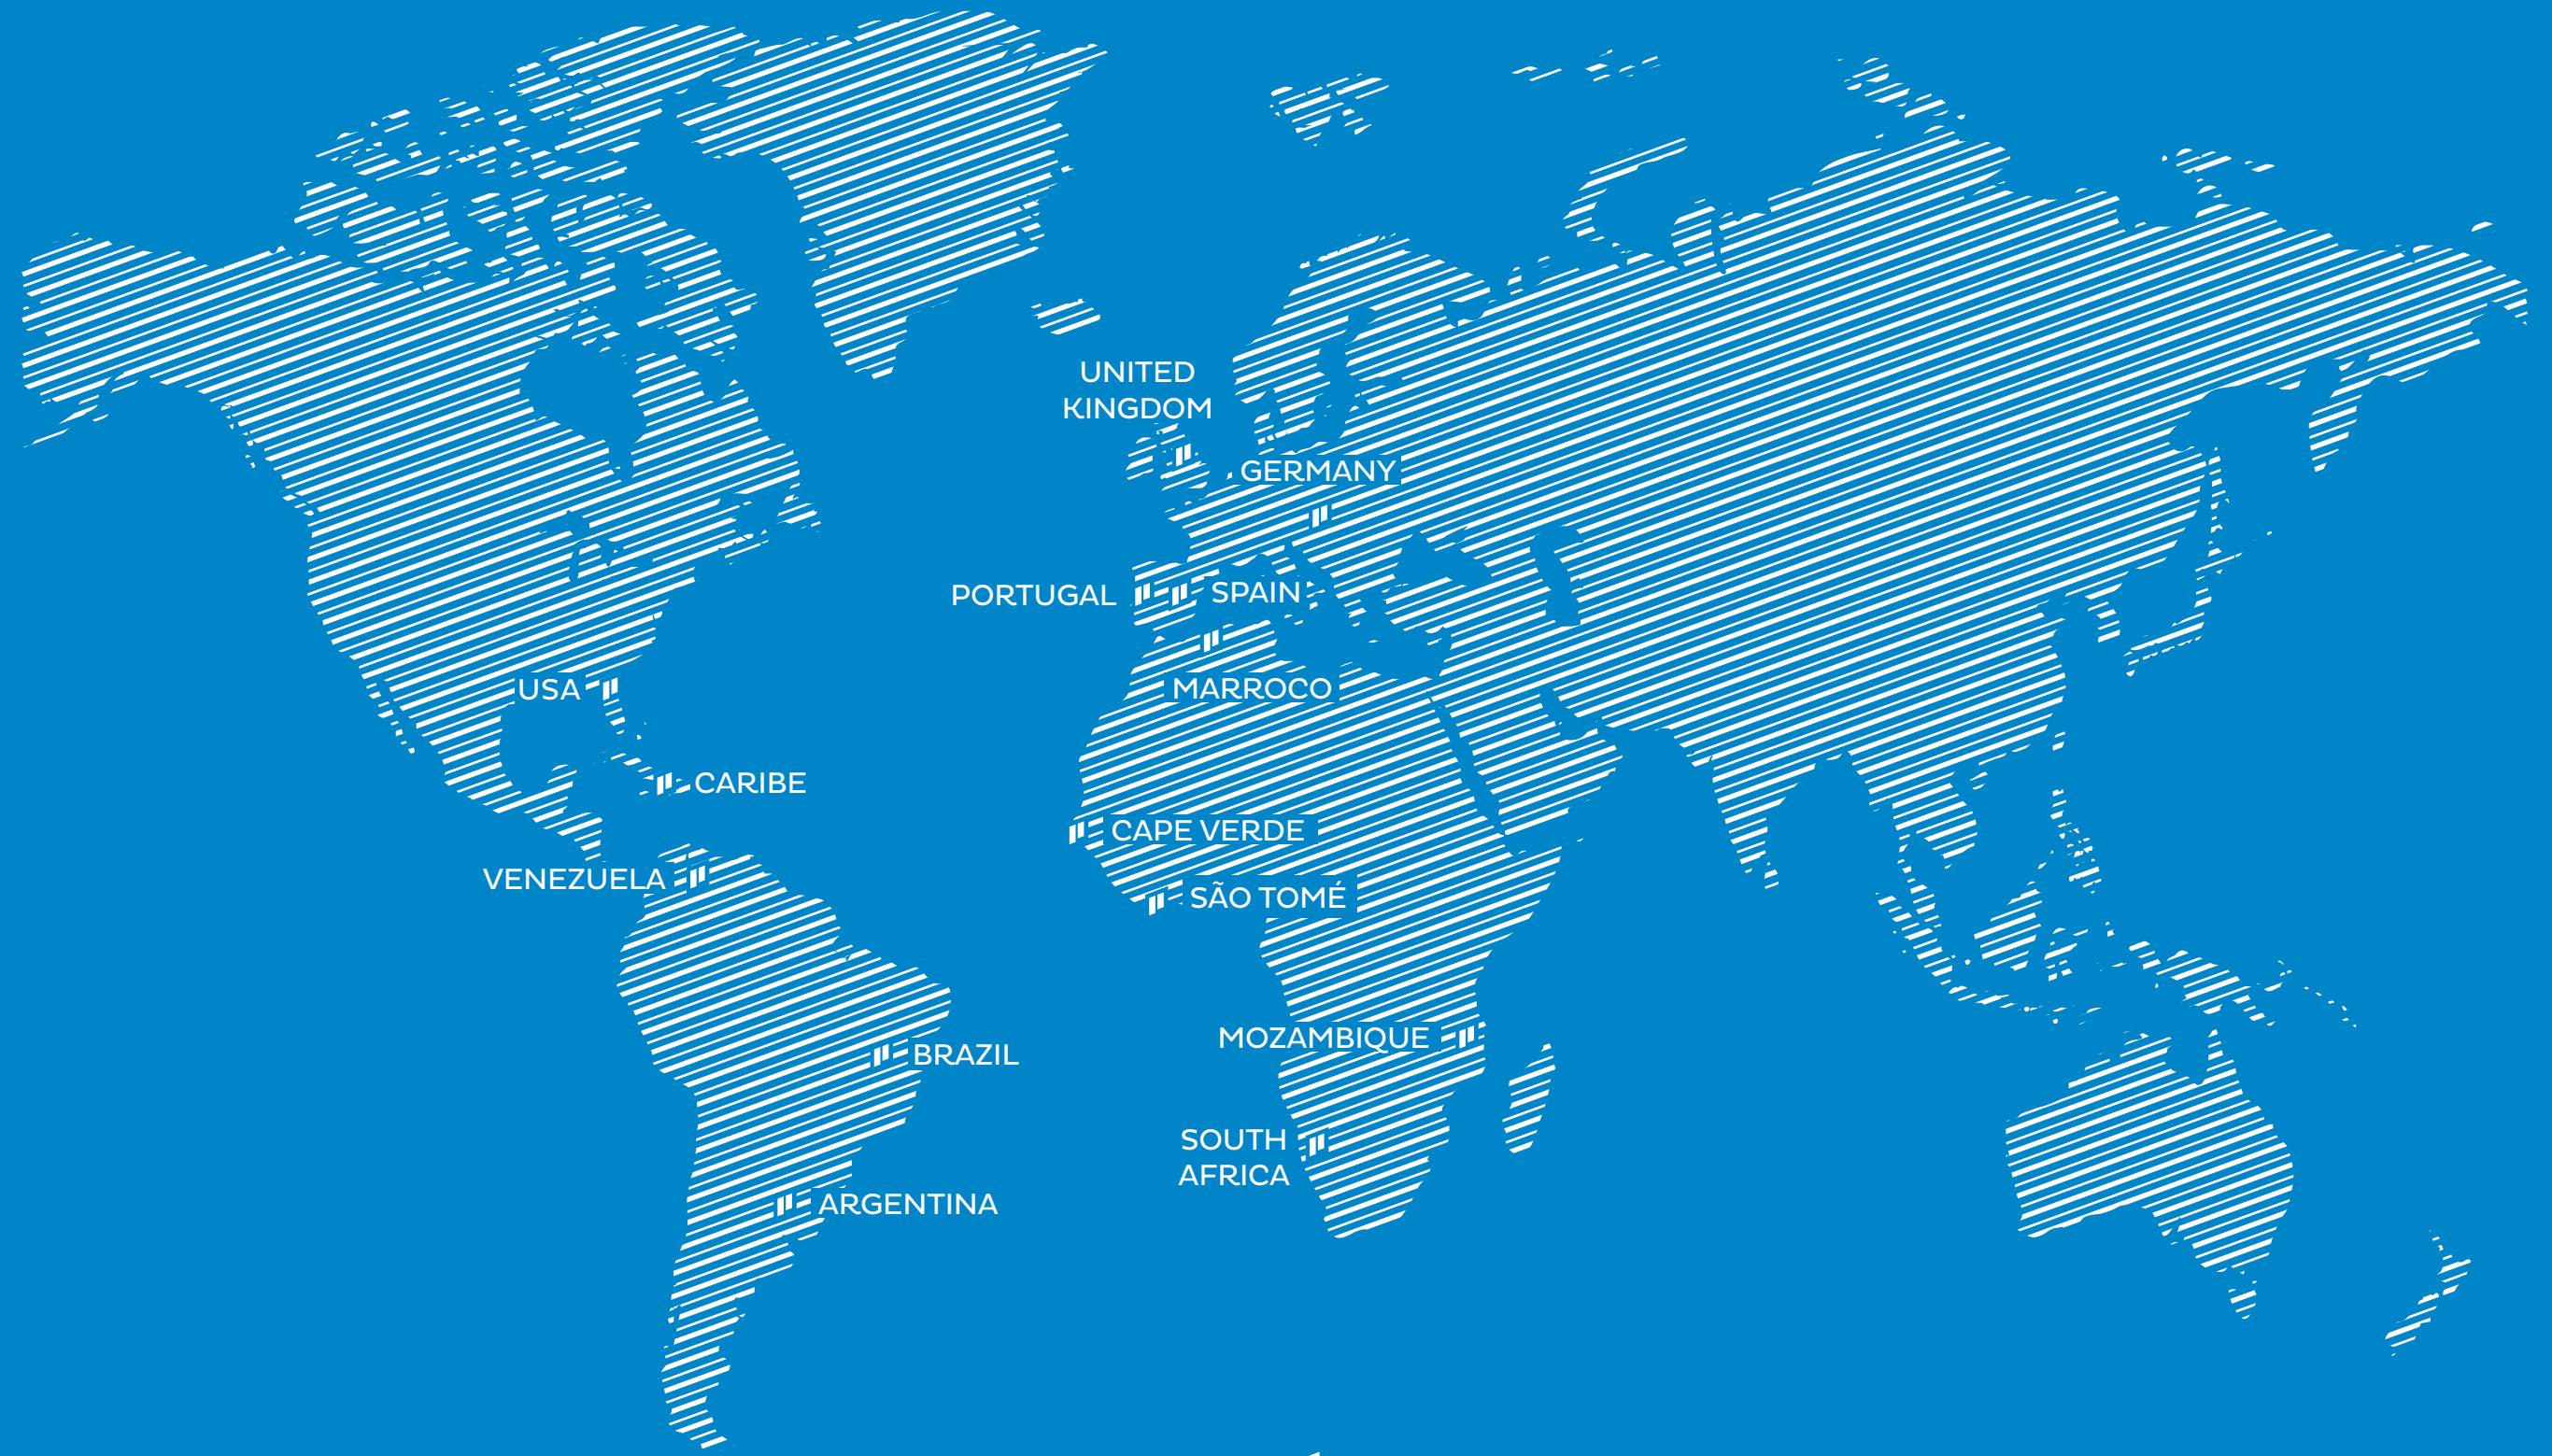 UNITED
KINGDOM
GERMANY
PORTUGAL
SPAIN
USA
MARROCO
CARIBE
CAPE VERDE
VENEZUELA
SÃO TOMÉ
MOZAMBIQUE
BRAZIL
SOUTH
AFRICA
ARGENTINA